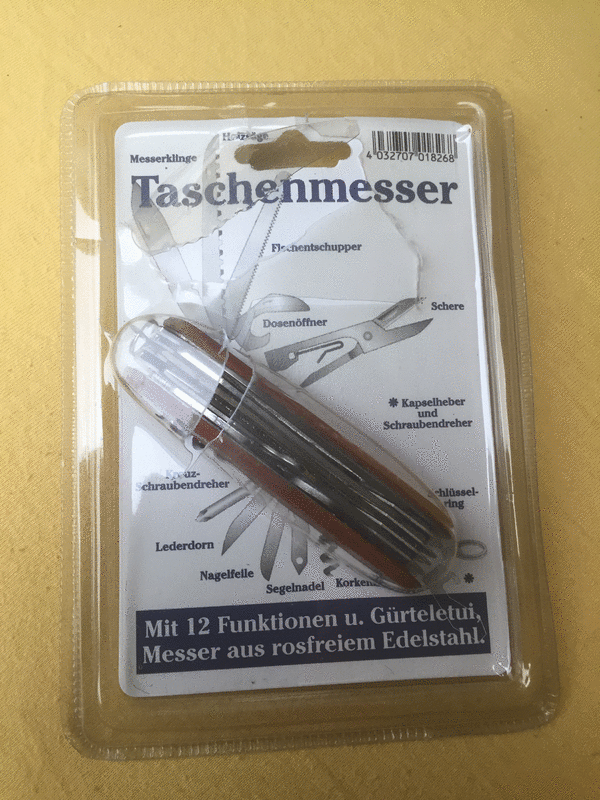 Holzsäge
4 032707 018268
Messerklinge
Taschenmesser
Fischentschupper
Schere
Dosenöffner
* Kapselheber
und
Schraubendreher
Kreuz-
Schraubendreher
Schlüssel-
ring
Lederdorn
Nagelfeile
Segelnadel
*
Mit 12 Funktionen u. Gürteletui,
Messer aus rosfreiem Edelstahl.